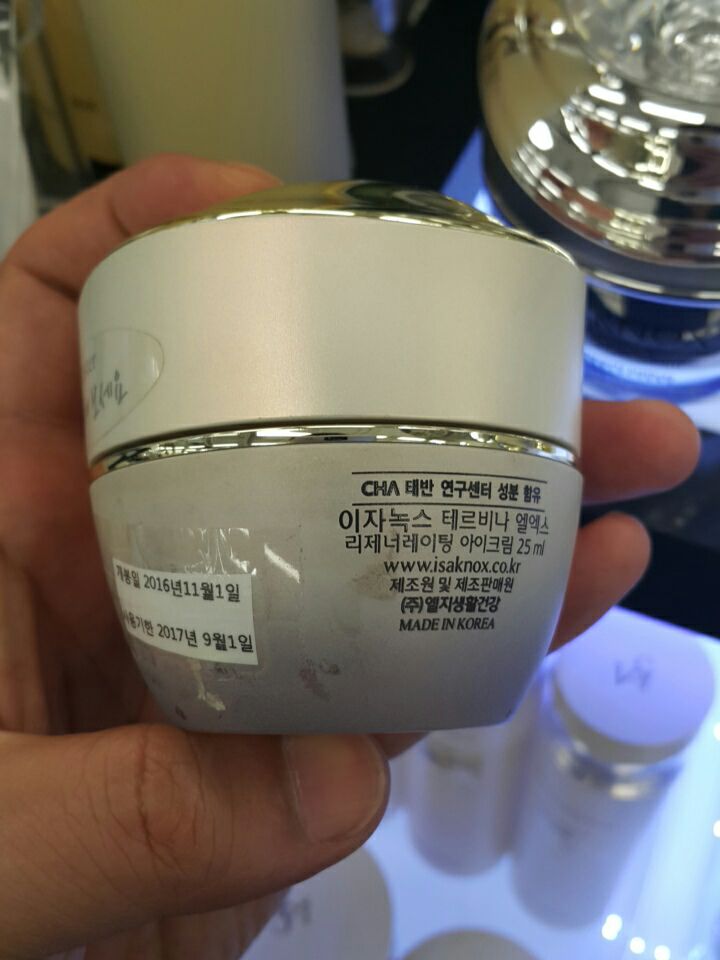 보세요
CHA 태반 연구센터 성분 함유
이자녹스 테르비나 엘엑스
리제너레이팅 아이크림 25 ml
www.isaknox.co.kr
제조원 및 제조판매원
(주)엘지생활건강
MADE IN KOREA
개봉일 2016년11월1일
사용기한 2017년 9월1일